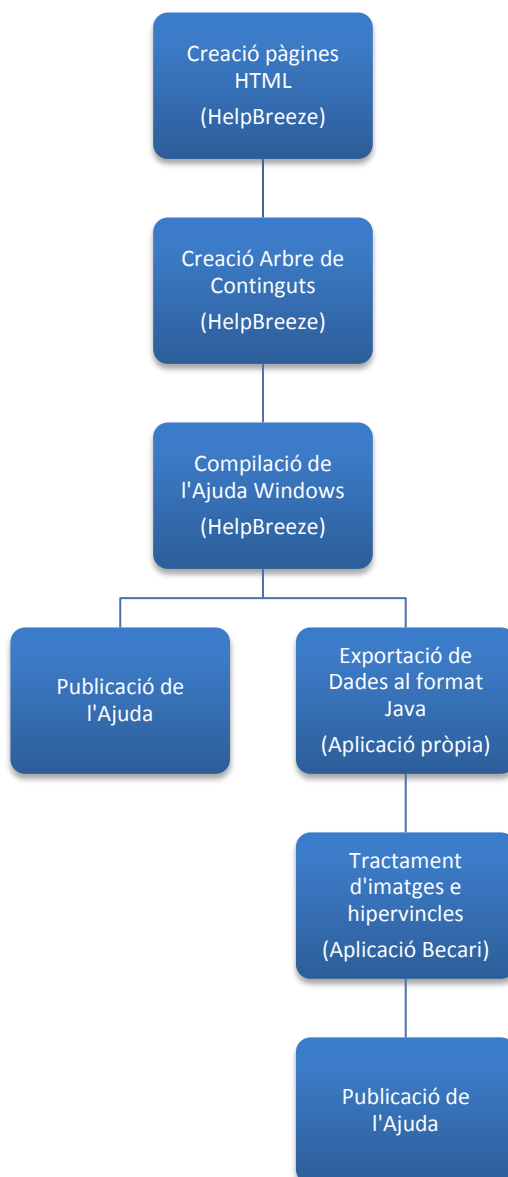 Creació pàgines
HTML
(HelpBreeze)
Creació Arbre de
Continguts
(HelpBreeze)
Compilació de
l'Ajuda Windows
(HelpBreeze)
Publicació de
l'Ajuda
Exportació de
Dades al format
Java
(Aplicació pròpia)
Tractament
d'imatges e
hipervincles
(Aplicació Becari)
Publicació de
l'Ajuda